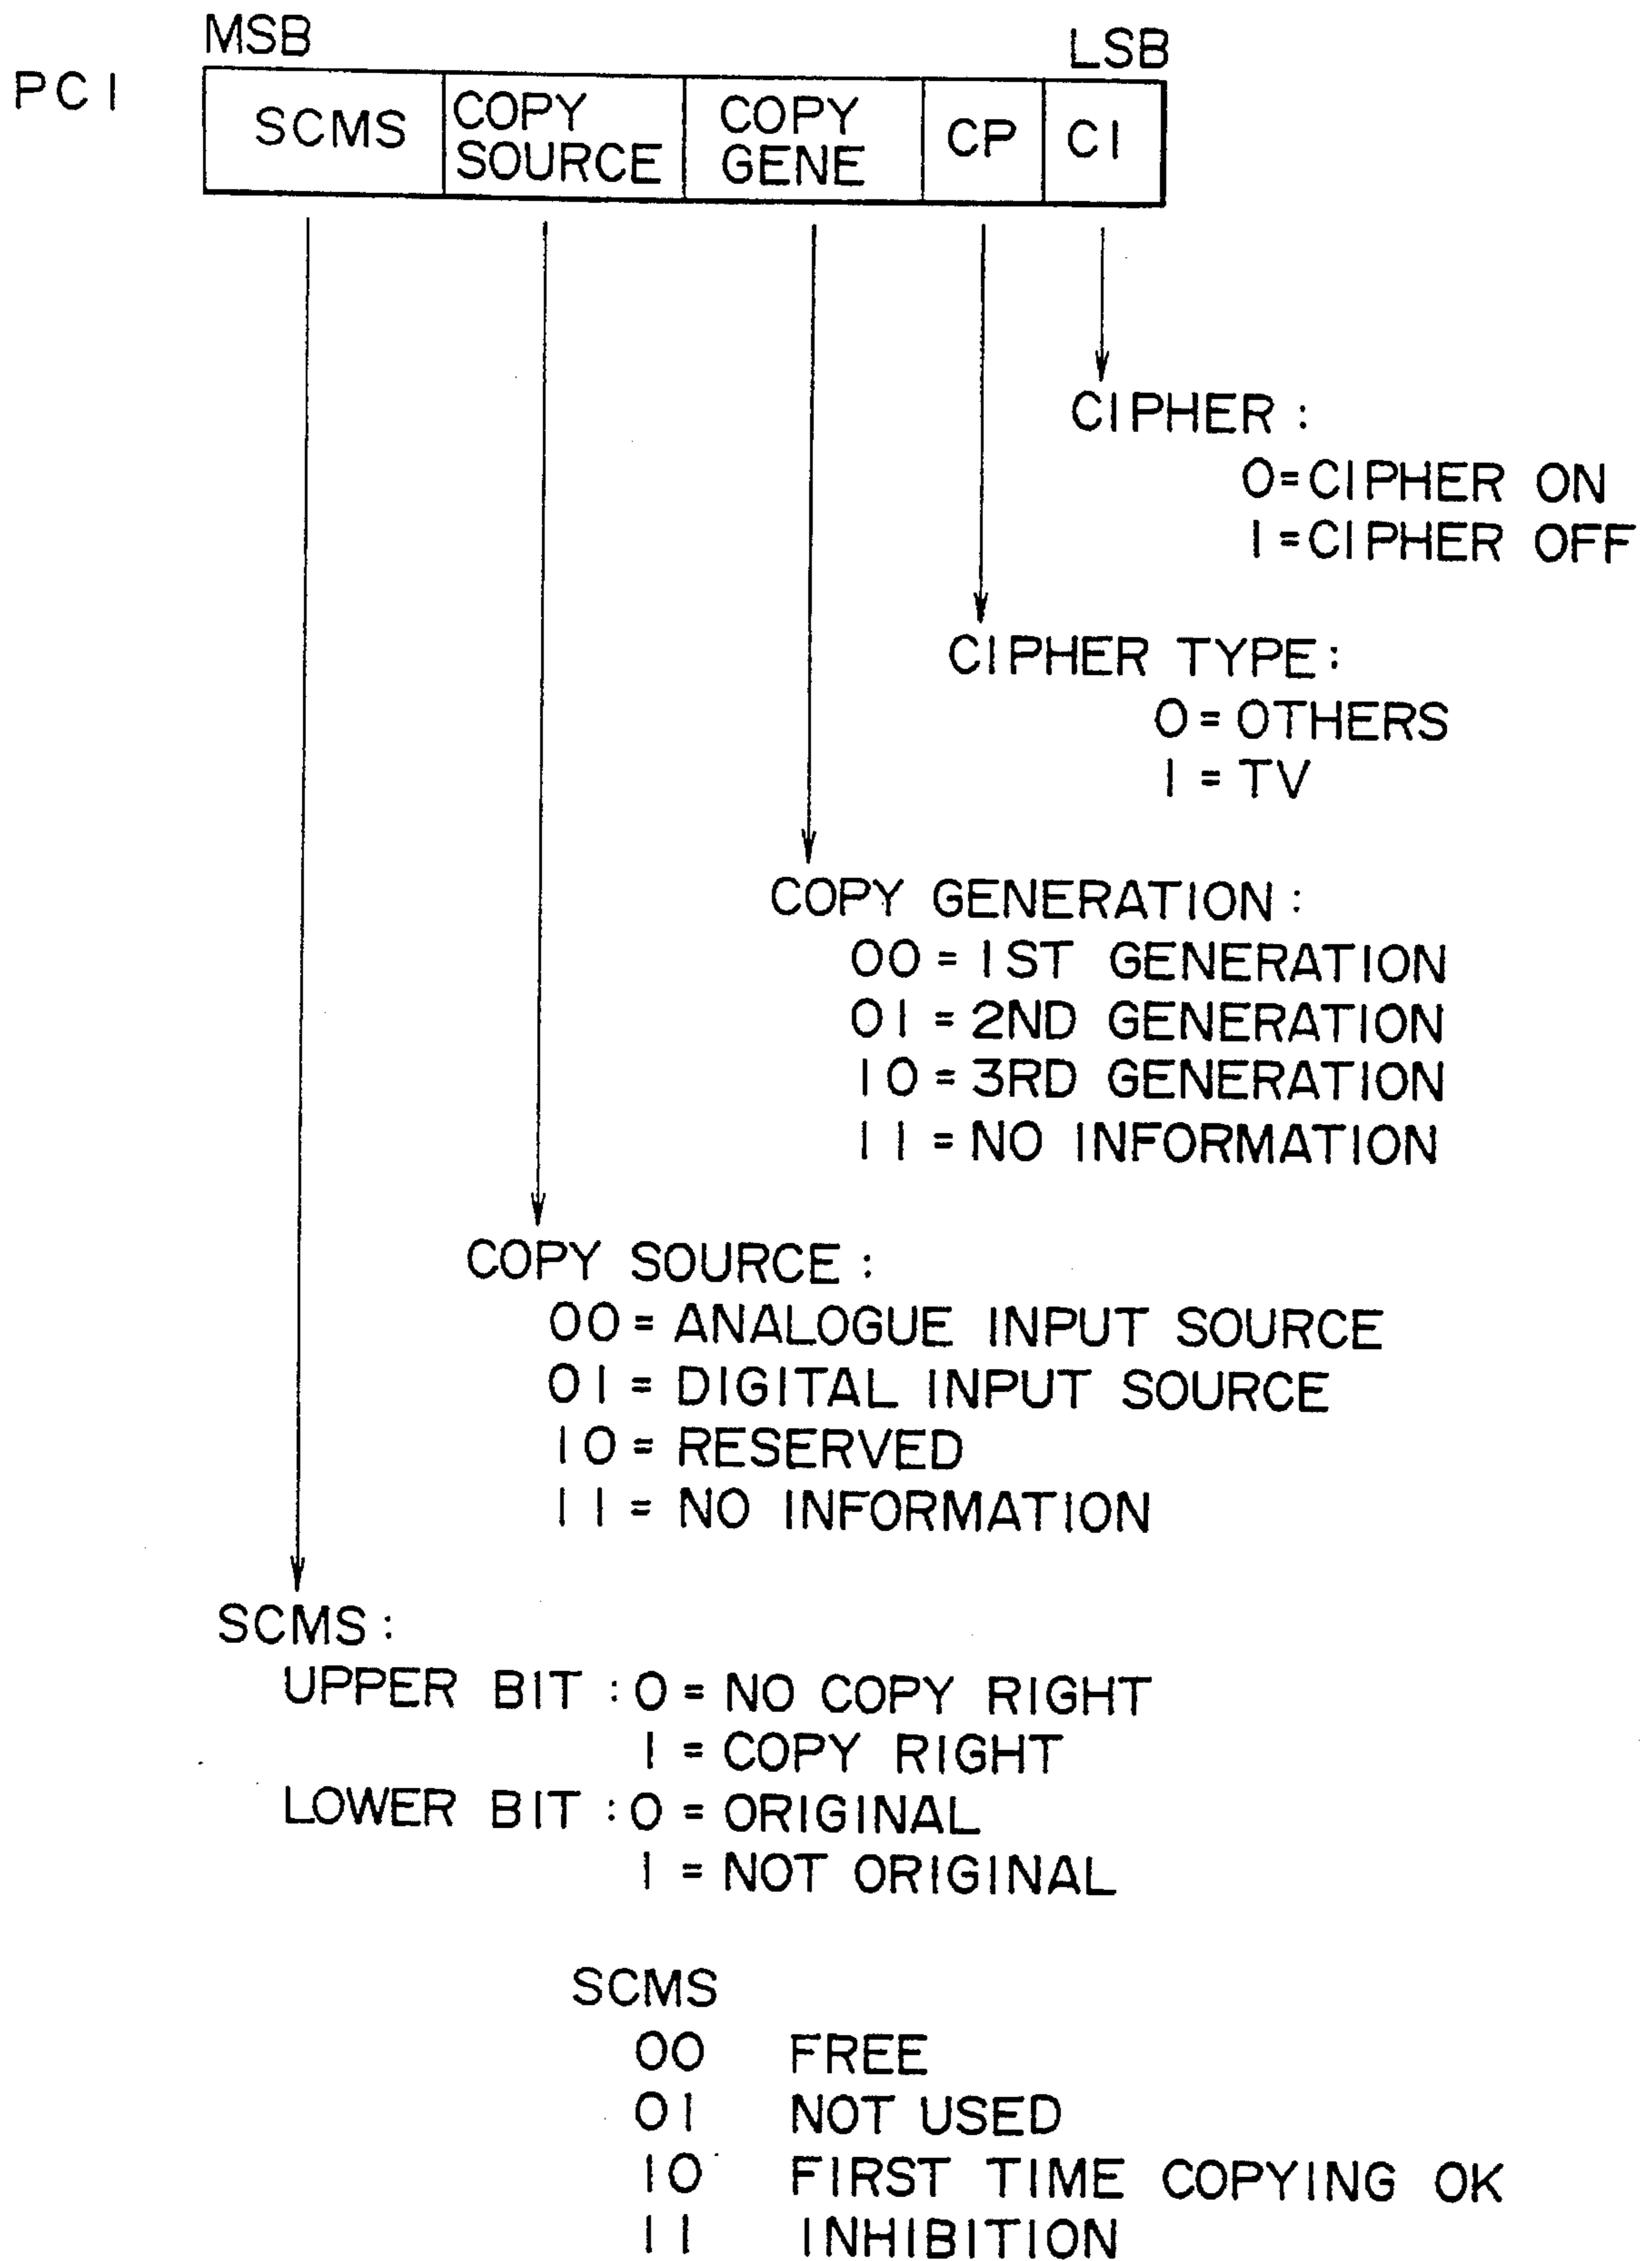 MSB LSB
PCI
SCMS
COPY SOURCE
COPY GENE
CP
CI
CIPHER :
0=CIPHER ON
1=CIPHER OFF
CIPHER TYPE:
0=OTHERS
1=TV
COPY GENERATION:
00=1ST GENERATION
01=2ND GENERATION
10=3RD GENERATION
11=NO INFORMATION
COPY SOURCE:
00=ANALOGUE INPUT SOURCE
01=DIGITAL INPUT SOURCE
10=RESERVED
11=NO INFORMATION
SCMS:
UPPER BIT :0=NO COPY RIGHT
1=COPY RIGHT
LOWER BIT :0=ORIGINAL
1=NOT ORIGINAL
SCMS
00 FREE
01 NOT USED
10 FIRST TIME COPYING OK
11 INHIBITION